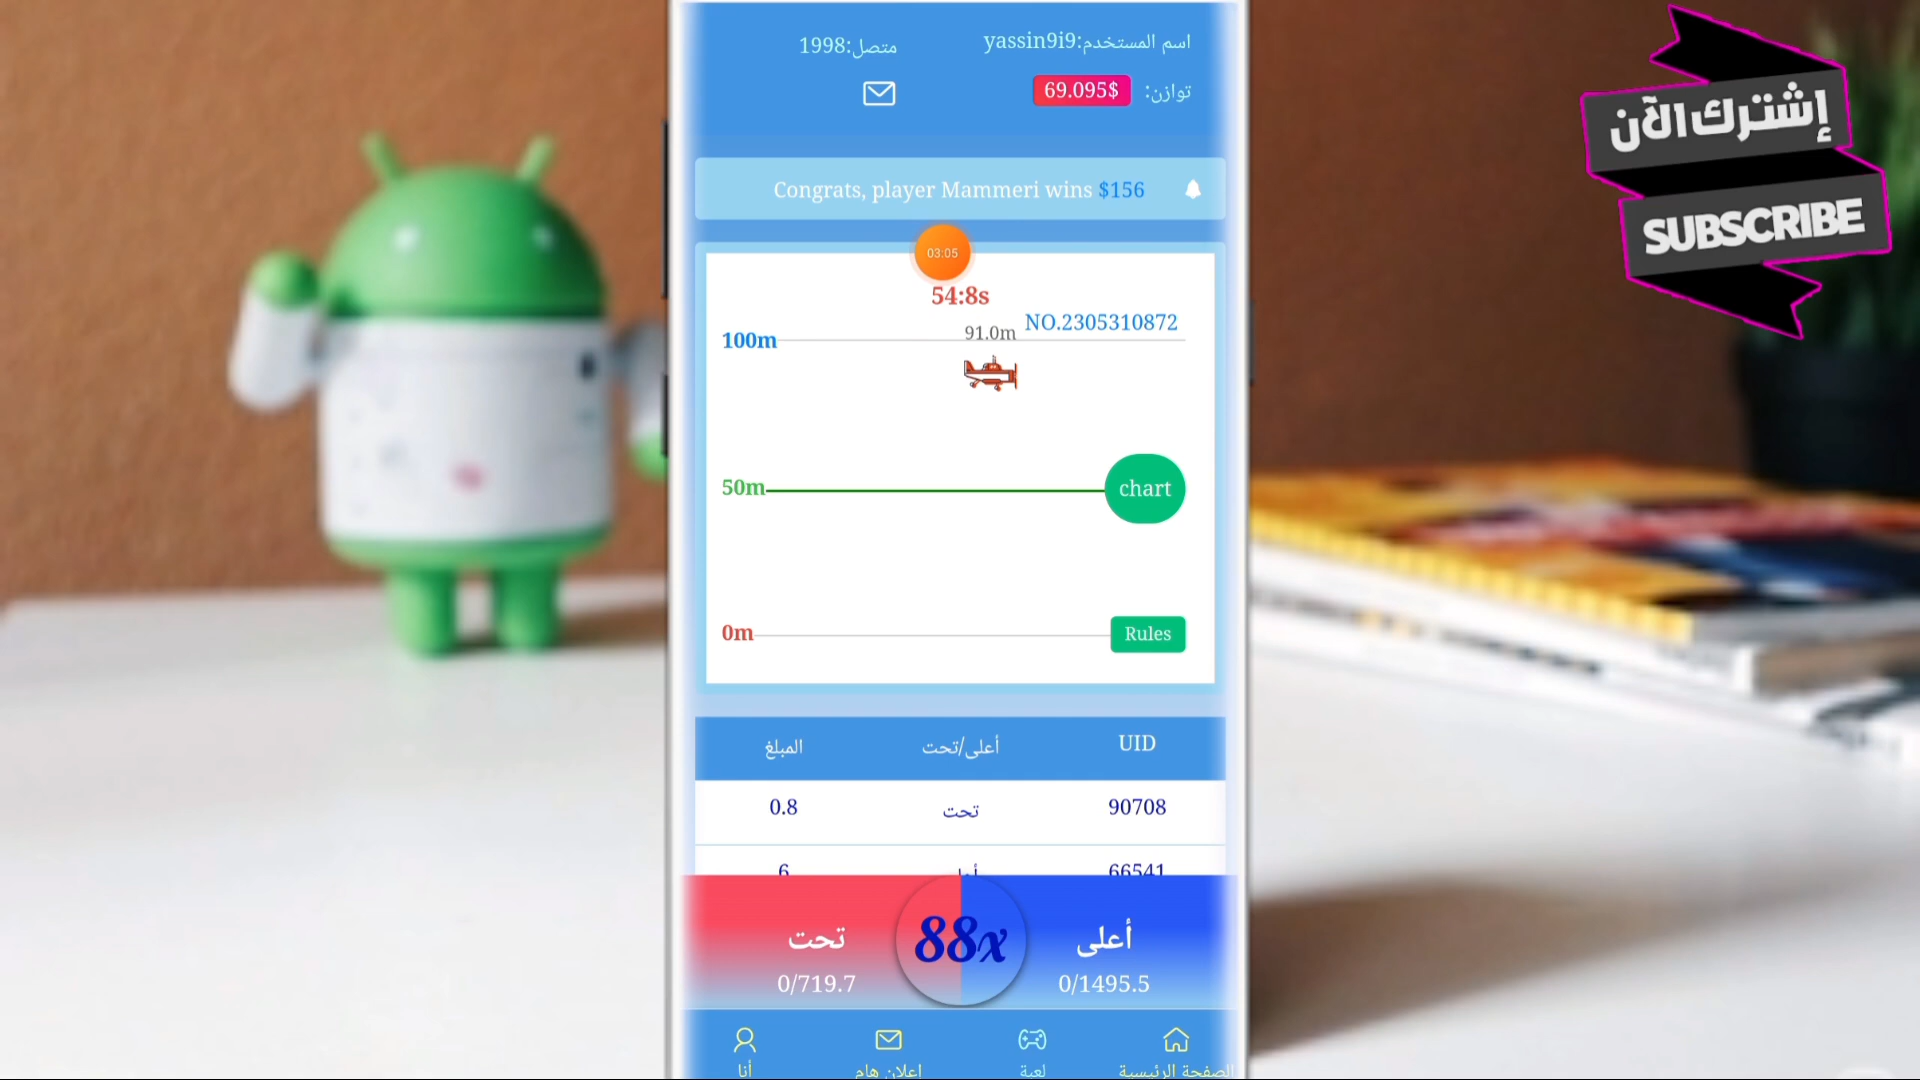 اسم المستخدم:yassin9i9
متصل:1998
توازن: 69.095$
Congrats, player Mammeri wins $156
03:05
54:8s
NO.2305310872
91.0m
100m
50m
chart
0m
Rules
UID أعلى/تحت المبلغ
90708 تحت 0.8
66541 أعلى 6
أعلى
0/1495.5
88x
تحت
0/719.7
الصفحة الرئيسية
لعبة
اعلان هام
أنا
إشترك الآن
SUBSCRIBE